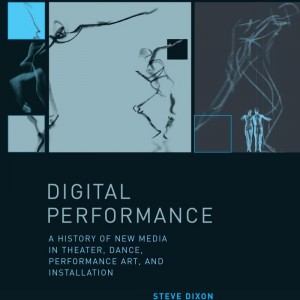 DIGITAL
PERFORMANCE
A HISTORY OF NEW MEDIA
IN THEATER, DANCE,
PERFORMANCE ART, AND
INSTALLATION
STEVE DIXON